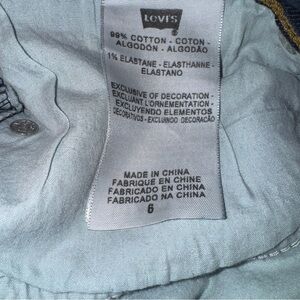 Levi's
99% COTTON - COTON -
ALGODÓN - ALGODÃO
1% ELASTANE - ELASTHANNE -
ELASTANO
EXCLUSIVE OF DECORATION -
EXCLUANT L'ORNEMENTATION -
EXCLUYENDO ELEMENTOS
DECORATIVOS - EXCLUINDO DECORACÃO
MADE IN CHINA
FABRIQUÉ EN CHINE
FABRICADO EN CHINA
FABRICADO NA CHINA
6